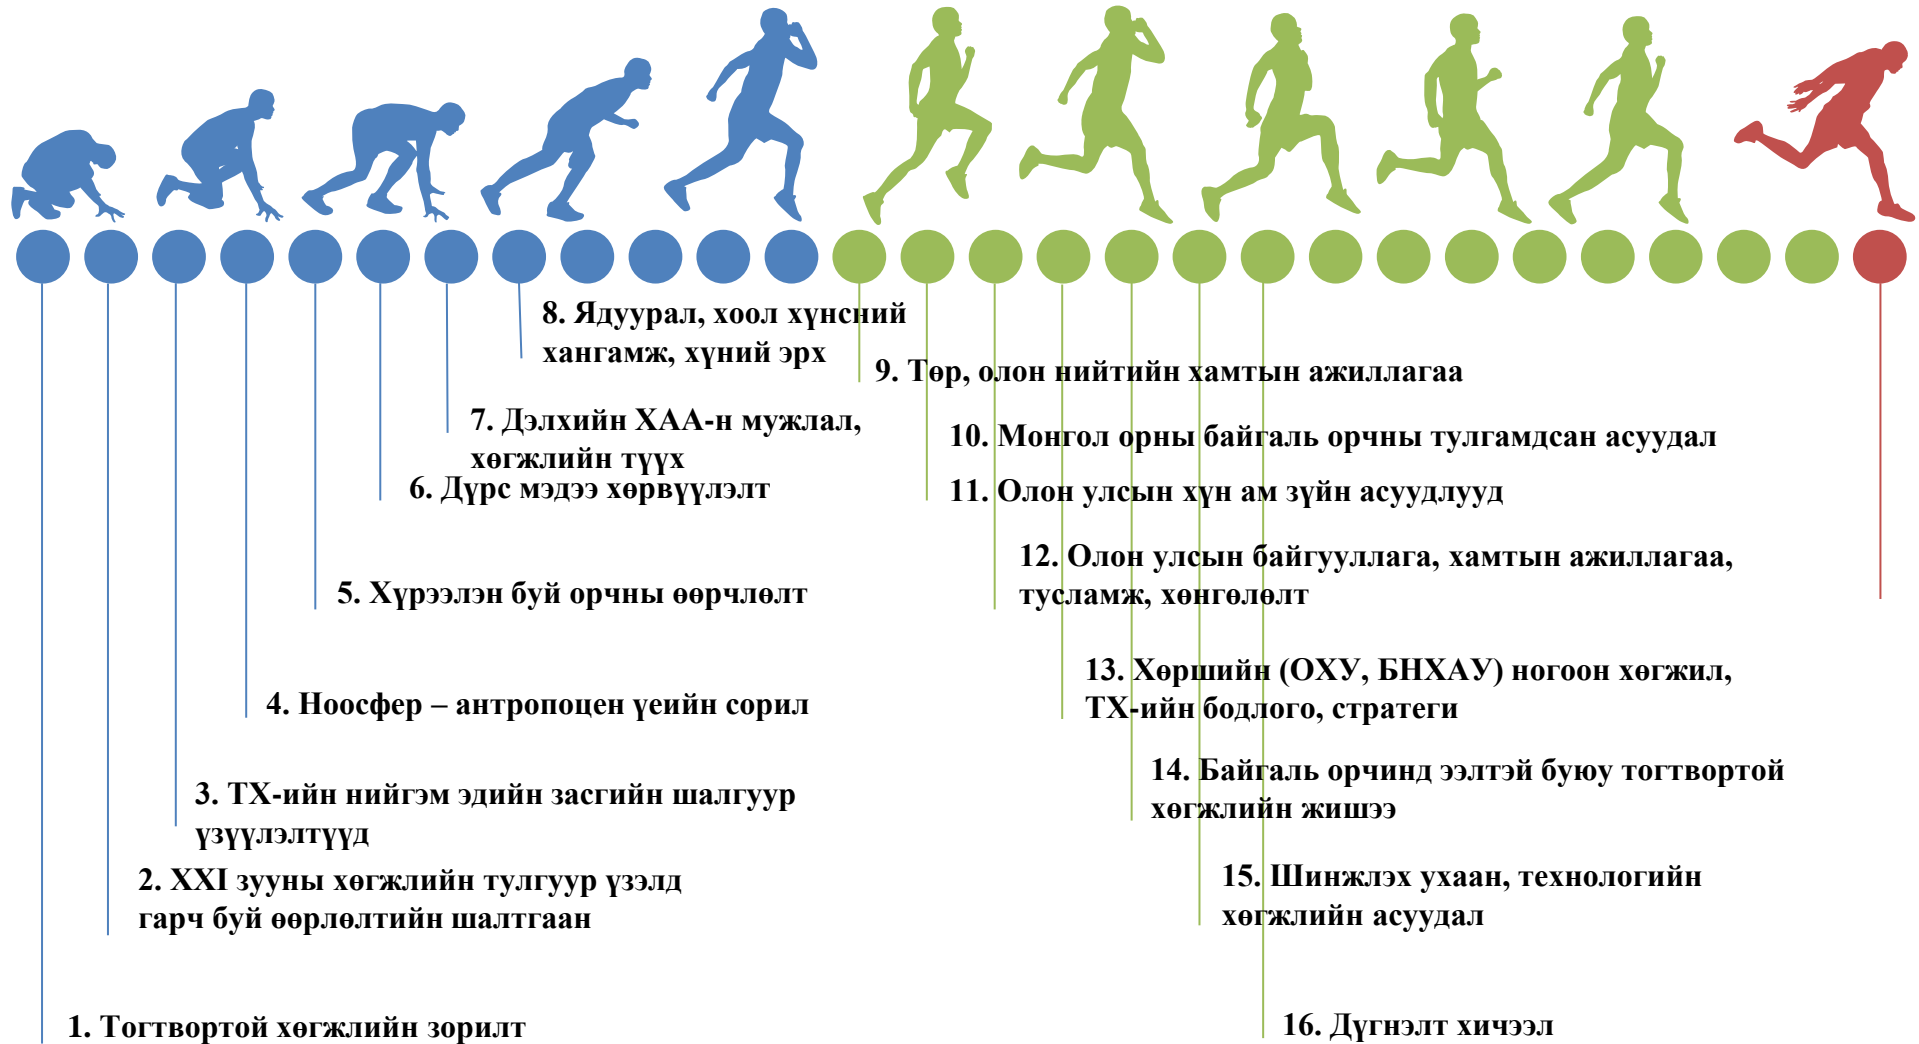 8. Ядуурал, хоол хүнсний
хангамж, хүний эрх
9. Төр, олон нийтийн хамтын ажиллагаа
7. Дэлхийн ХАА-н мужлал,
хөгжлийн түүх
10. Монгол орны байгаль орчны тулгамдсан асуудал
6. Дүрс мэдээ хөрвүүлэлт
11. Олон улсын хүн ам зүйн асуудлууд
12. Олон улсын байгууллага, хамтын ажиллагаа,
тусламж, хөнгөлөлт
5. Хүрээлэн буй орчны өөрчлөлт
13. Хөршийн (ОХУ, БНХАУ) ногоон хөгжил,
ТХ-ийн бодлого, стратеги
4. Ноосфер – антропоцен үеийн сорил
14. Байгаль орчинд ээлтэй буюу тогтвортой
хөгжлийн жишээ
3. ТХ-ийн нийгэм эдийн засгийн шалгуур
үзүүлэлтүүд
2. XXI зууны хөгжлийн тулгуур үзэлд
гарч буй өөрлөлтийн шалтгаан
15. Шинжлэх ухаан, технологийн
хөгжлийн асуудал
1. Тогтвортой хөгжлийн зорилт
16. Дүгнэлт хичээл